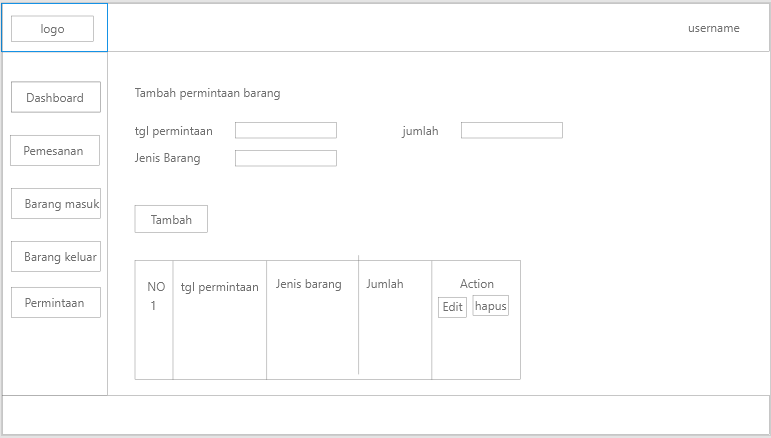 logo
username
Dashboard
Pemesanan
Barang masuk
Barang keluar
Permintaan
Tambah permintaan barang
tgl permintaan
jumlah
Jenis Barang
Tambah
NO tgl permintaan Jenis barang Jumlah Action
1 Edit hapus